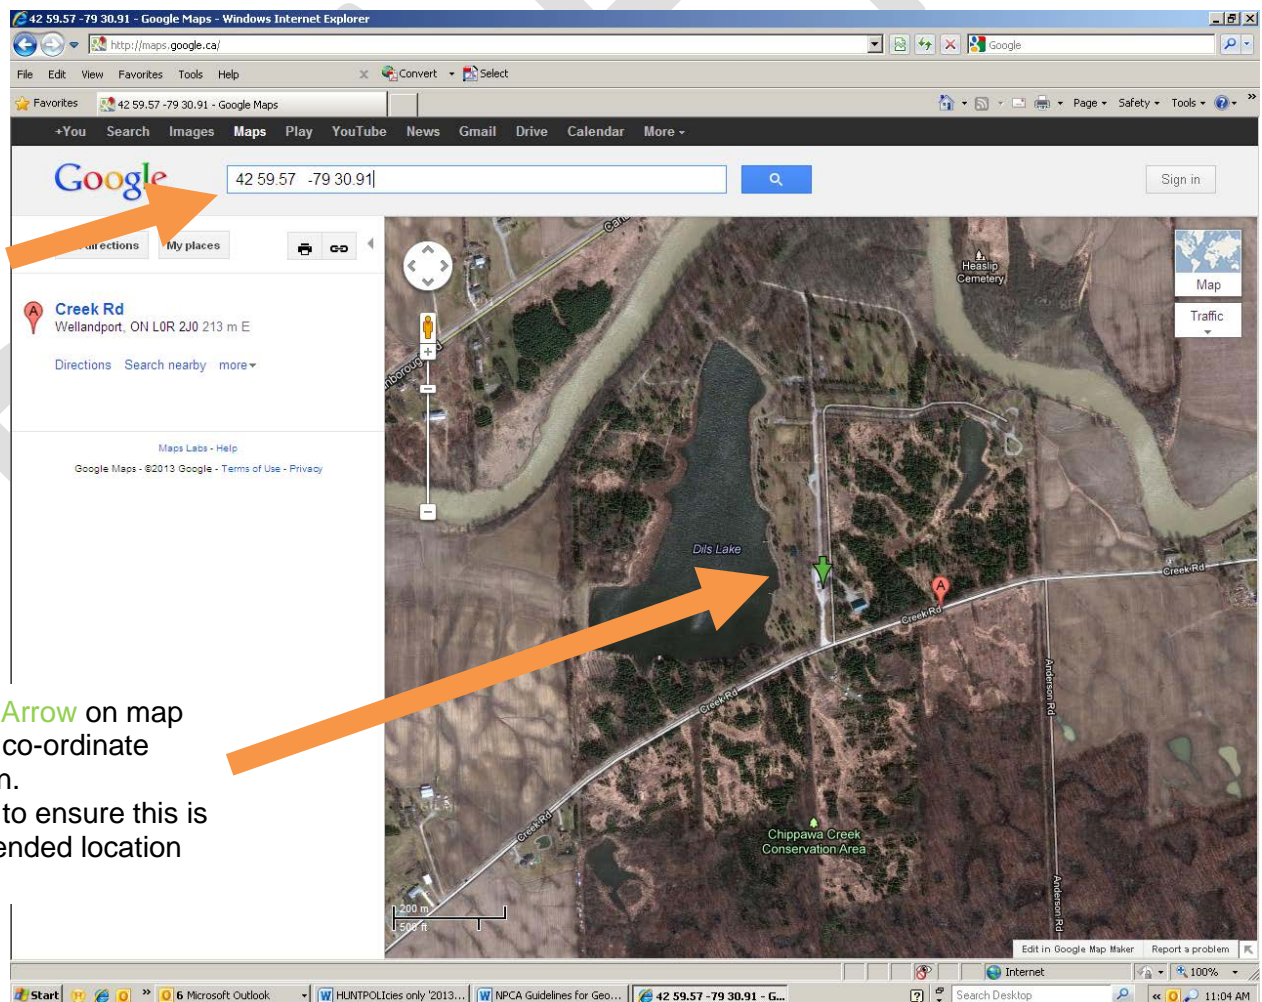 42 59.57 -79 30.91 - Google Maps - Windows Internet Explorer
http://maps.google.ca/
Google
File Edit View Favorites Tools Help
Convert Select
Favorites
42 59.57 -79 30.91 - Google Maps
Page Safety Tools
+You Search Images Maps Play YouTube News Gmail Drive Calendar More
Google
42 59.57 -79 30.91
Sign in
directions
My places
A
Creek Rd
Wellandport, ON L0R 2J0 213 m E
Directions Search nearby more
Maps Labs - Help
Google Maps - ©2013 Google - Terms of Use - Privacy
Heaslip
Cemetery
Map
Traffic
Dils Lake
A
Creek Rd
Creek Rd
Creek Rd
Creek Rd
Anderson Rd
Anderson Rd
Chippawa Creek
Conservation Area
200 m
500 ft
Edit in Google Map Maker Report a problem
Arrow on map
co-ordinate
to ensure this is
ended location
Internet
100%
Start
6 Microsoft Outlook
HUNTPOLIcies only '2013...
NPCA Guidelines for Geo...
42 59.57 -79 30.91 - G...
Search Desktop
11:04 AM